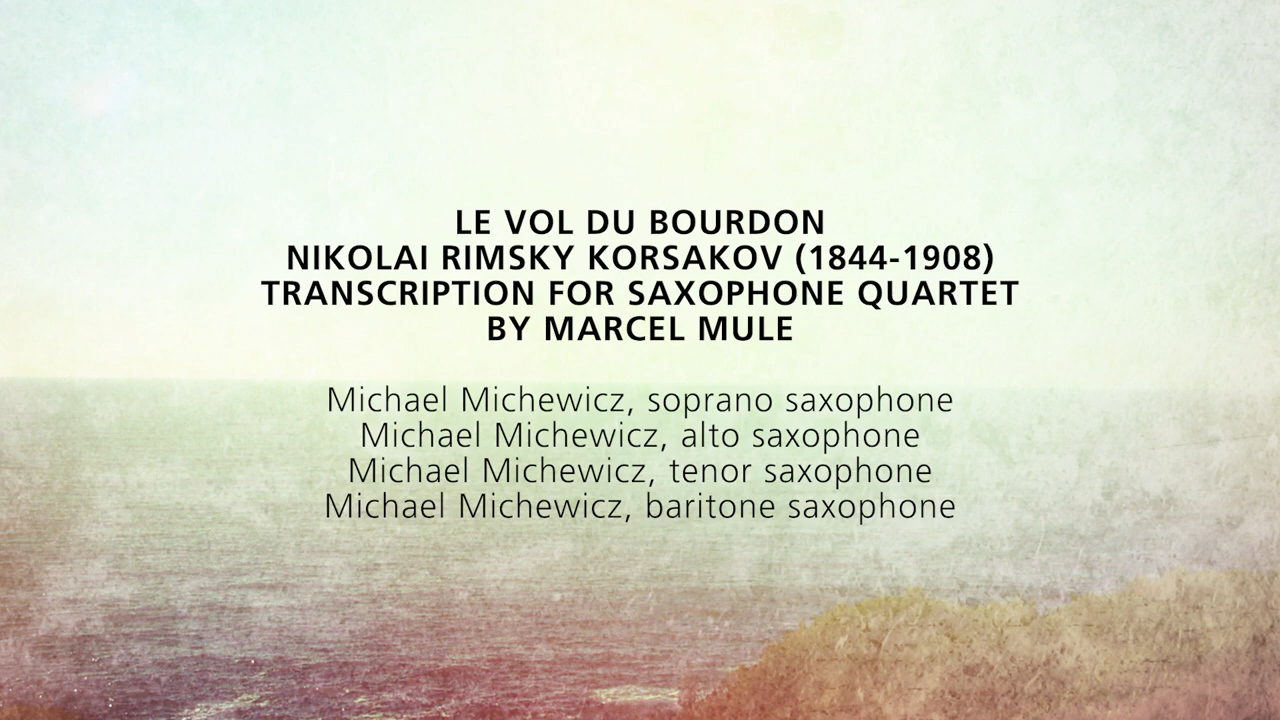 LE VOL DU BOURDON
NIKOLAI RIMSKY KORSAKOV (1844-1908)
TRANSCRIPTION FOR SAXOPHONE QUARTET
BY MARCEL MULE
Michael Michewicz, soprano saxophone
Michael Michewicz, alto saxophone
Michael Michewicz, tenor saxophone
Michael Michewicz, baritone saxophone